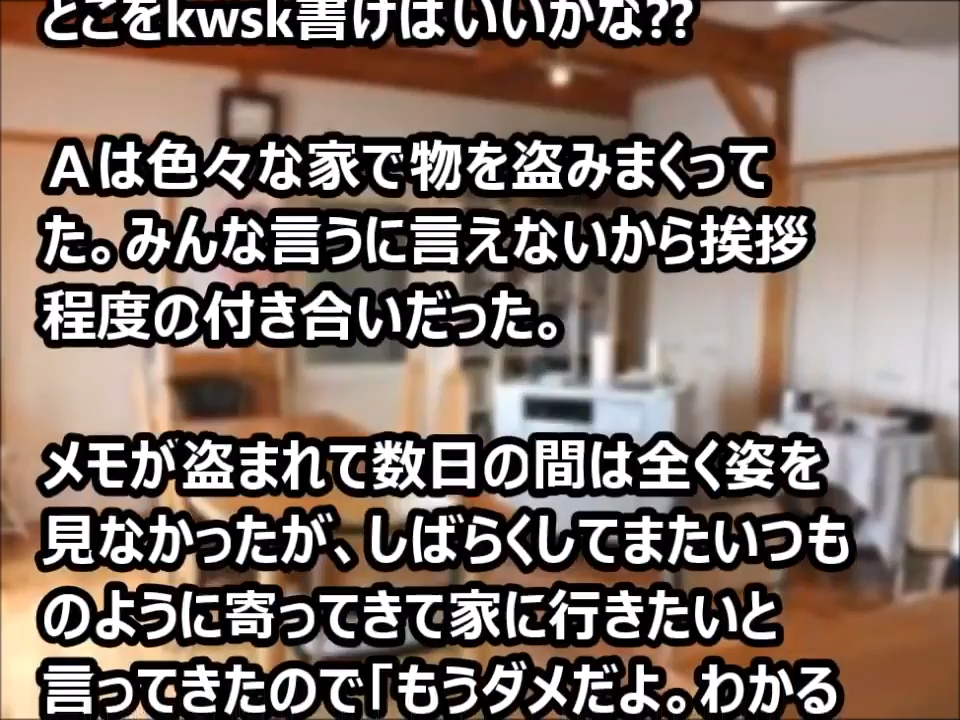 どこをkwsk書けばいいかな??
Aは色々な家で物を盗みまくって
た。みんな言うに言えないから挨拶
程度の付き合いだった。
メモが盗まれて数日の間は全く姿を
見なかったが、しばらくしてまたいつも
のように寄ってきて家に行きたいと
言ってきたので「もうダメだよ。わかる